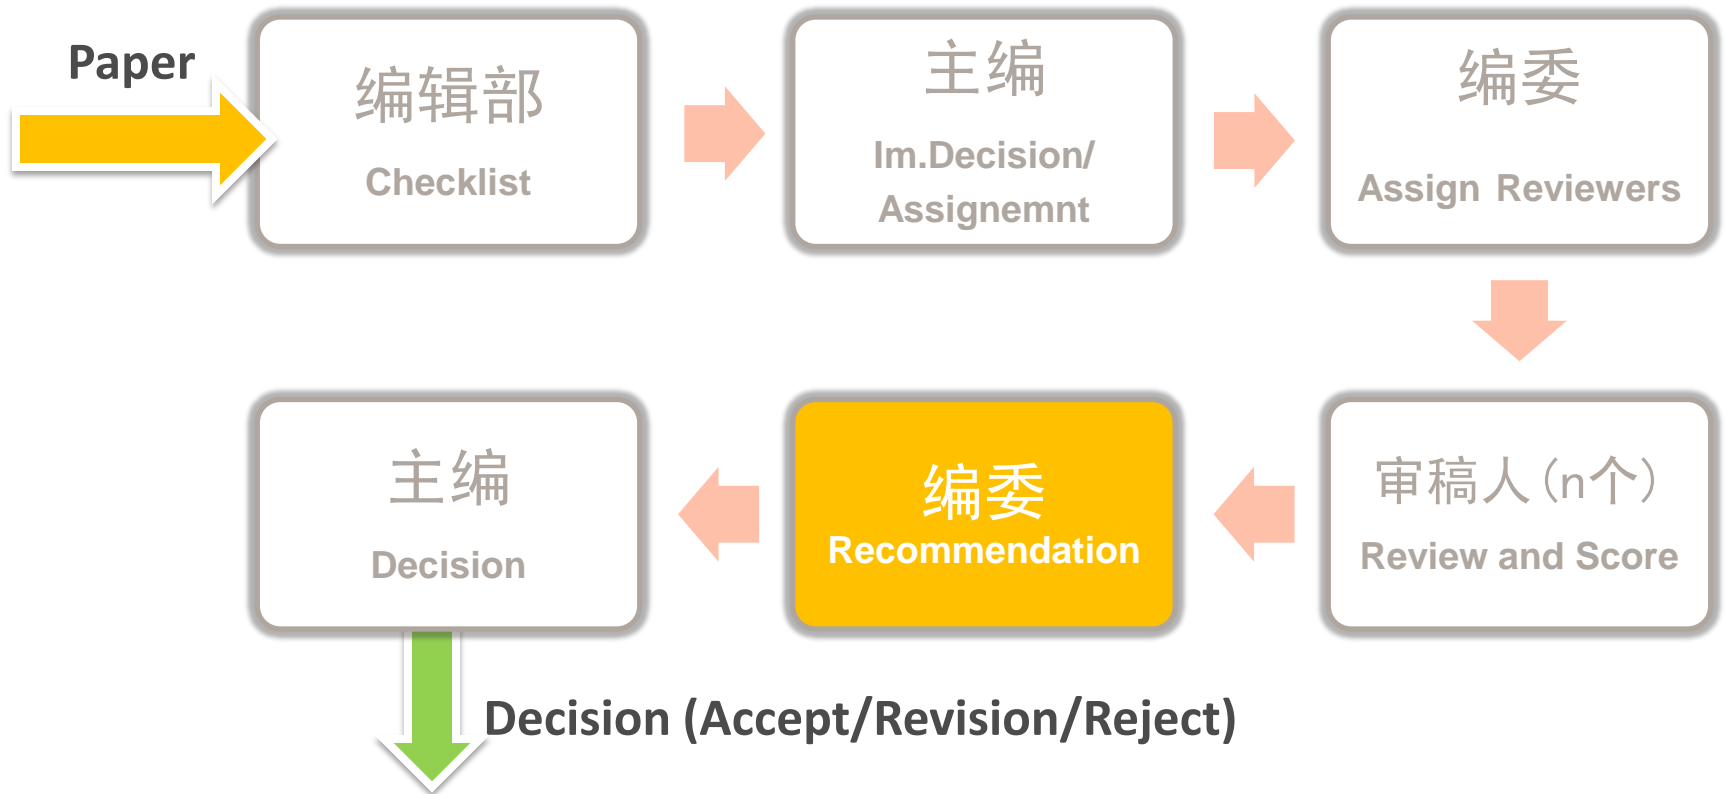 Paper
编辑部
Checklist
主编
Im.Decision/
Assignemnt
编委
Assign Reviewers
审稿人(n个)
Review and Score
编委
Recommendation
主编
Decision
Decision (Accept/Revision/Reject)